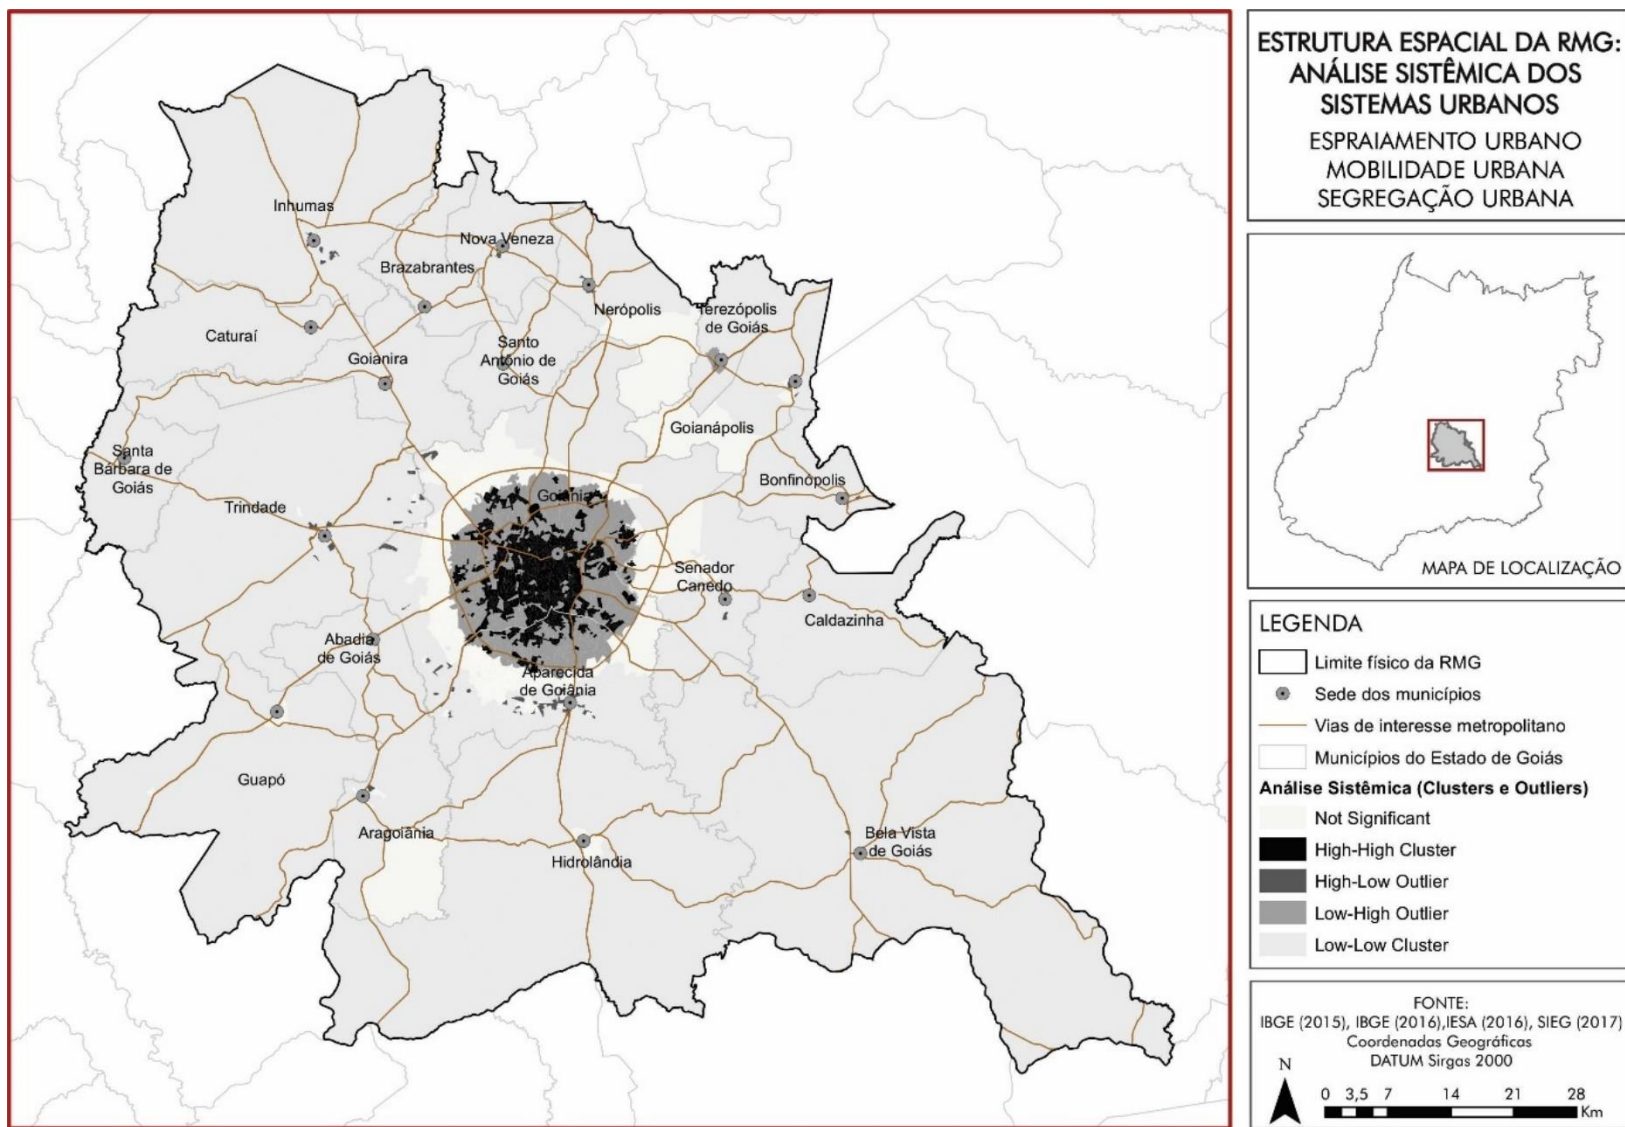 Inhumas
Nova Veneza
Brazabrantes
Nerópolis
Terezópolis
de Goiás
Caturaí
Santo
Antônio de
Goiás
Goianira
Goianápolis
Santa
Bárbara de
Goiás
Bonfinópolis
Goiânia
Trindade
Senador
Canedo
Caldazinha
Abadia
de Goiás
Aparecida
de Goiânia
Guapó
Aragoiânia
Hidrolândia
Bela Vista
de Goiás
ESTRUTURA ESPACIAL DA RMG:
ANÁLISE SISTÊMICA DOS
SISTEMAS URBANOS
ESPRAIAMENTO URBANO
MOBILIDADE URBANA
SEGREGAÇÃO URBANA
MAPA DE LOCALIZAÇÃO
LEGENDA
Limite físico da RMG
Sede dos municípios
Vias de interesse metropolitano
Municípios do Estado de Goiás
Análise Sistêmica (Clusters e Outliers)
Not Significant
High-High Cluster
High-Low Outlier
Low-High Outlier
Low-Low Cluster
FONTE:
IBGE (2015), IBGE (2016),IESA (2016), SIEG (2017)
Coordenadas Geográficas
DATUM Sirgas 2000
N
0 3,5 7 14 21 28
Km